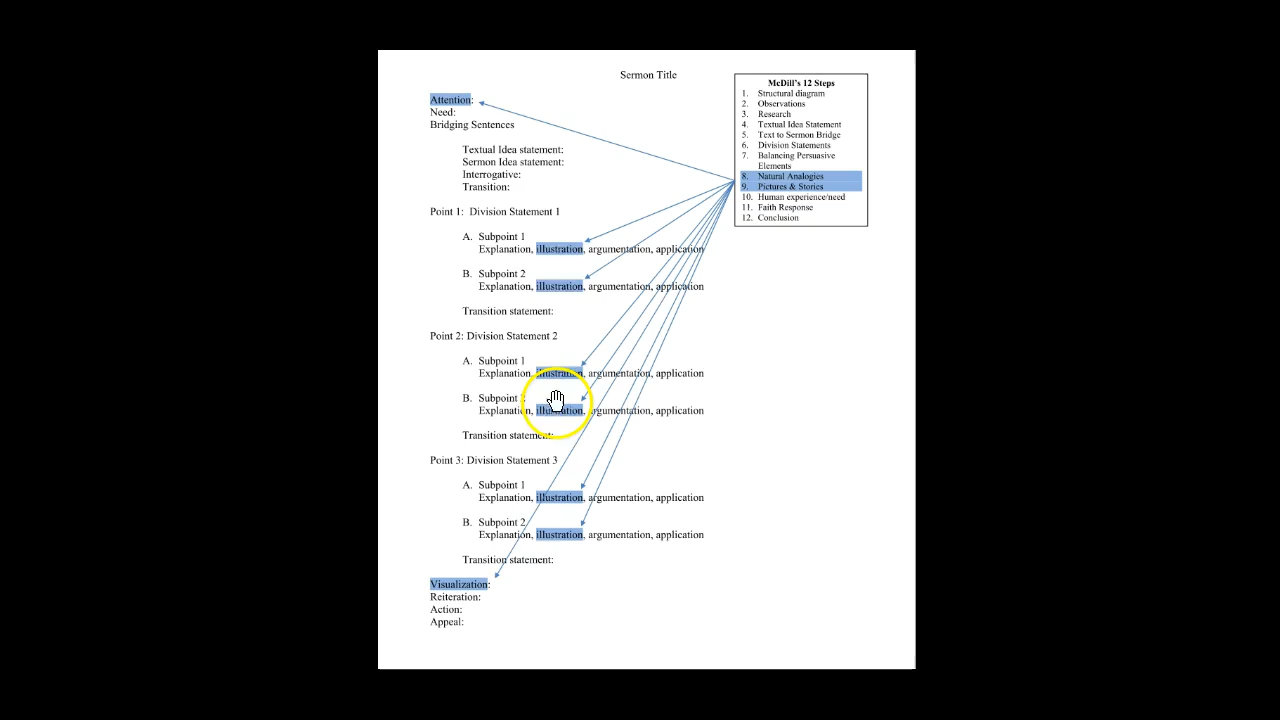 Sermon Title
McDill's 12 Steps
1. Structural diagram
2. Observations
3. Research
4. Textual Idea Statement
5. Text to Sermon Bridge
6. Division Statements
7. Balancing Persuasive
Elements
8. Natural Analogies
9. Pictures & Stories
10. Human experience/need
11. Faith Response
12. Conclusion
Attention:
Need:
Bridging Sentences
Textual Idea statement:
Sermon Idea statement:
Interrogative:
Transition:
Point 1: Division Statement 1
A. Subpoint 1
Explanation, illustration, argumentation, application
B. Subpoint 2
Explanation, illustration, argumentation, application
Transition statement:
Point 2: Division Statement 2
A. Subpoint 1
Explanation, illustration, argumentation, application
B. Subpoint 2
Explanation, illustration, argumentation, application
Transition statement:
Point 3: Division Statement 3
A. Subpoint 1
Explanation, illustration, argumentation, application
B. Subpoint 2
Explanation, illustration, argumentation, application
Transition statement:
Visualization:
Reiteration:
Action:
Appeal: